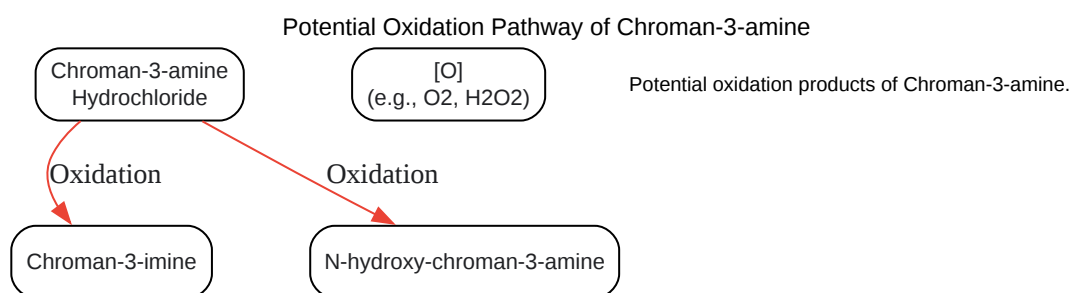 Potential Oxidation Pathway of Chroman-3-amine
Chroman-3-amine
Hydrochloride
[O]
(e.g., O2, H2O2)
Potential oxidation products of Chroman-3-amine.
Oxidation
Oxidation
Chroman-3-imine
N-hydroxy-chroman-3-amine